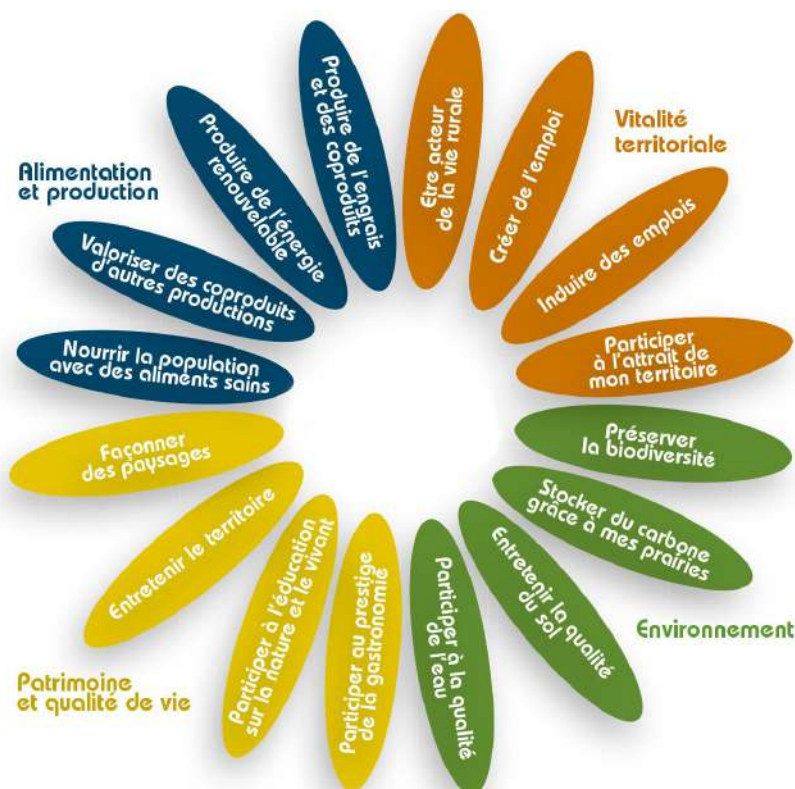 Alimentation
et production
Produire de l'engrais
et des coproduits
Produire de l'énergie
renouvelable
Valoriser des coproduits
d'autres productions
Nourrir la population
avec des aliments sains
Vitalité
territoriale
Etre acteur
de la vie rurale
Créer de l'emploi
Induire des emplois
Participer
à l'attrait de
mon territoire
Préserver
la biodiversité
Stocker du carbone
grâce à mes prairies
Entretenir la qualité
du sol
Participer à la qualité
de l'eau
Environnement
Façonner
des paysages
Entretenir le territoire
Participer à l'éducation
sur la nature et le vivant
Participer au prestige
de la gastronomie
Patrimoine
et qualité de vie